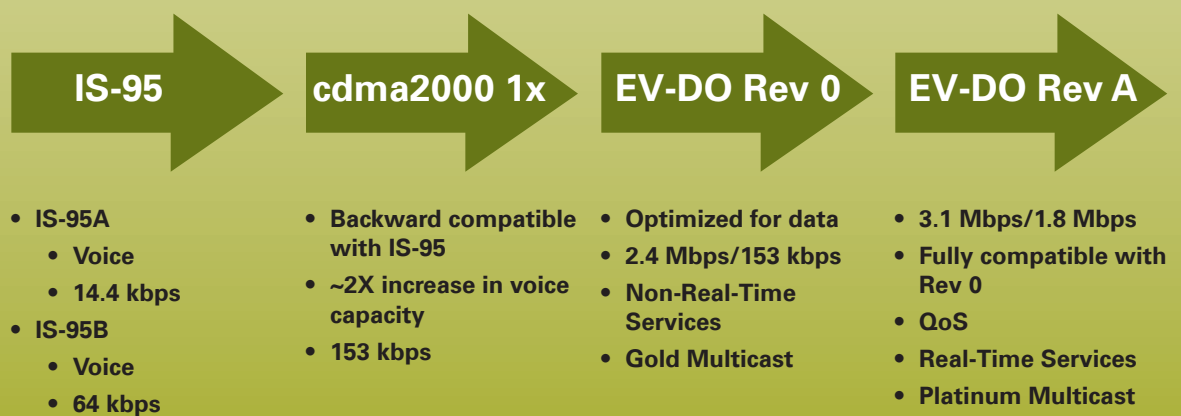 IS-95
cdma2000 1x
EV-DO Rev 0
EV-DO Rev A
• IS-95A
• Voice
• 14.4 kbps
• IS-95B
• Voice
• 64 kbps
• Backward compatible
with IS-95
• ~2X increase in voice
capacity
• 153 kbps
• Optimized for data
• 2.4 Mbps/153 kbps
• Non-Real-Time
Services
• Gold Multicast
• 3.1 Mbps/1.8 Mbps
• Fully compatible with
Rev 0
• QoS
• Real-Time Services
• Platinum Multicast